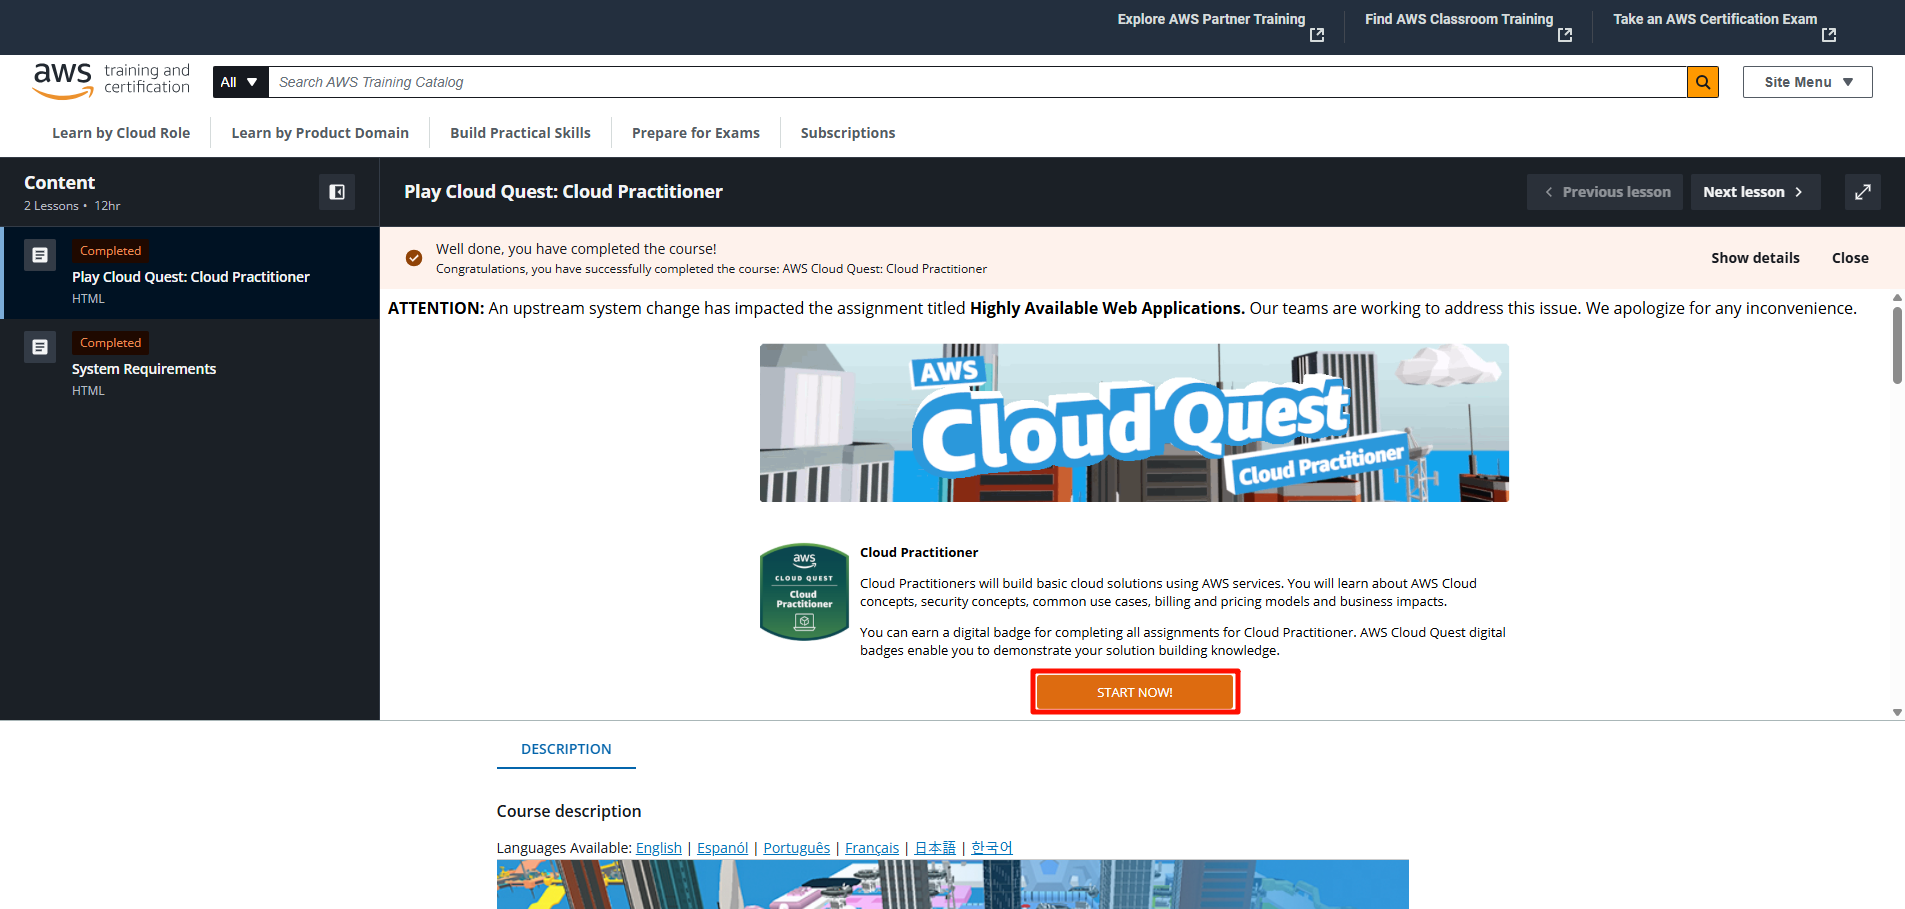 Explore AWS Partner Training
Find AWS Classroom Training
Take an AWS Certification Exam
aws training and certification
All
Search AWS Training Catalog
Site Menu
Learn by Cloud Role
Learn by Product Domain
Build Practical Skills
Prepare for Exams
Subscriptions
Content
2 Lessons • 12hr
Completed
Play Cloud Quest: Cloud Practitioner
HTML
Completed
System Requirements
HTML
Play Cloud Quest: Cloud Practitioner
Previous lesson
Next lesson
Well done, you have completed the course!
Congratulations, you have successfully completed the course: AWS Cloud Quest: Cloud Practitioner
Show details
Close
ATTENTION: An upstream system change has impacted the assignment titled Highly Available Web Applications. Our teams are working to address this issue. We apologize for any inconvenience.
AWS
Cloud Quest
Cloud Practitioner
aws
CLOUD QUEST
Cloud
Practitioner
Cloud Practitioner
Cloud Practitioners will build basic cloud solutions using AWS services. You will learn about AWS Cloud
concepts, security concepts, common use cases, billing and pricing models and business impacts.
You can earn a digital badge for completing all assignments for Cloud Practitioner. AWS Cloud Quest digital
badges enable you to demonstrate your solution building knowledge.
START NOW!
DESCRIPTION
Course description
Languages Available: English | Espanól | Português | Français | 日本語 | 한국어